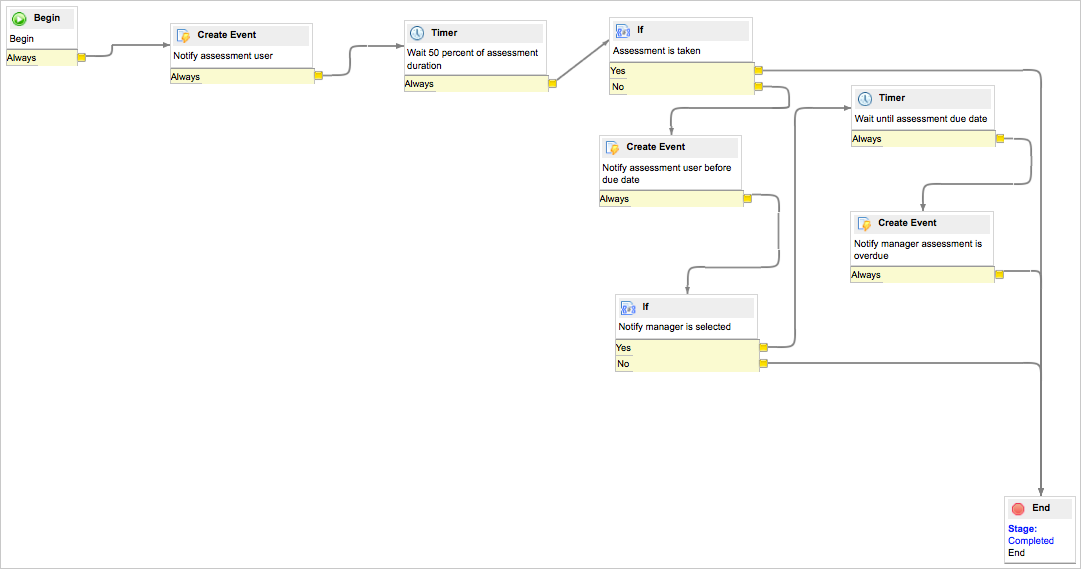 Begin
Begin
Always
Create Event
Notify assessment user
Always
Timer
Wait 50 percent of assessment
duration
Always
If
Assessment is taken
Yes
No
Create Event
Notify assessment user before
due date
Always
If
Notify manager is selected
Yes
No
Timer
Wait until assessment due date
Always
Create Event
Notify manager assessment is
overdue
Always
End
Stage:
Completed
End